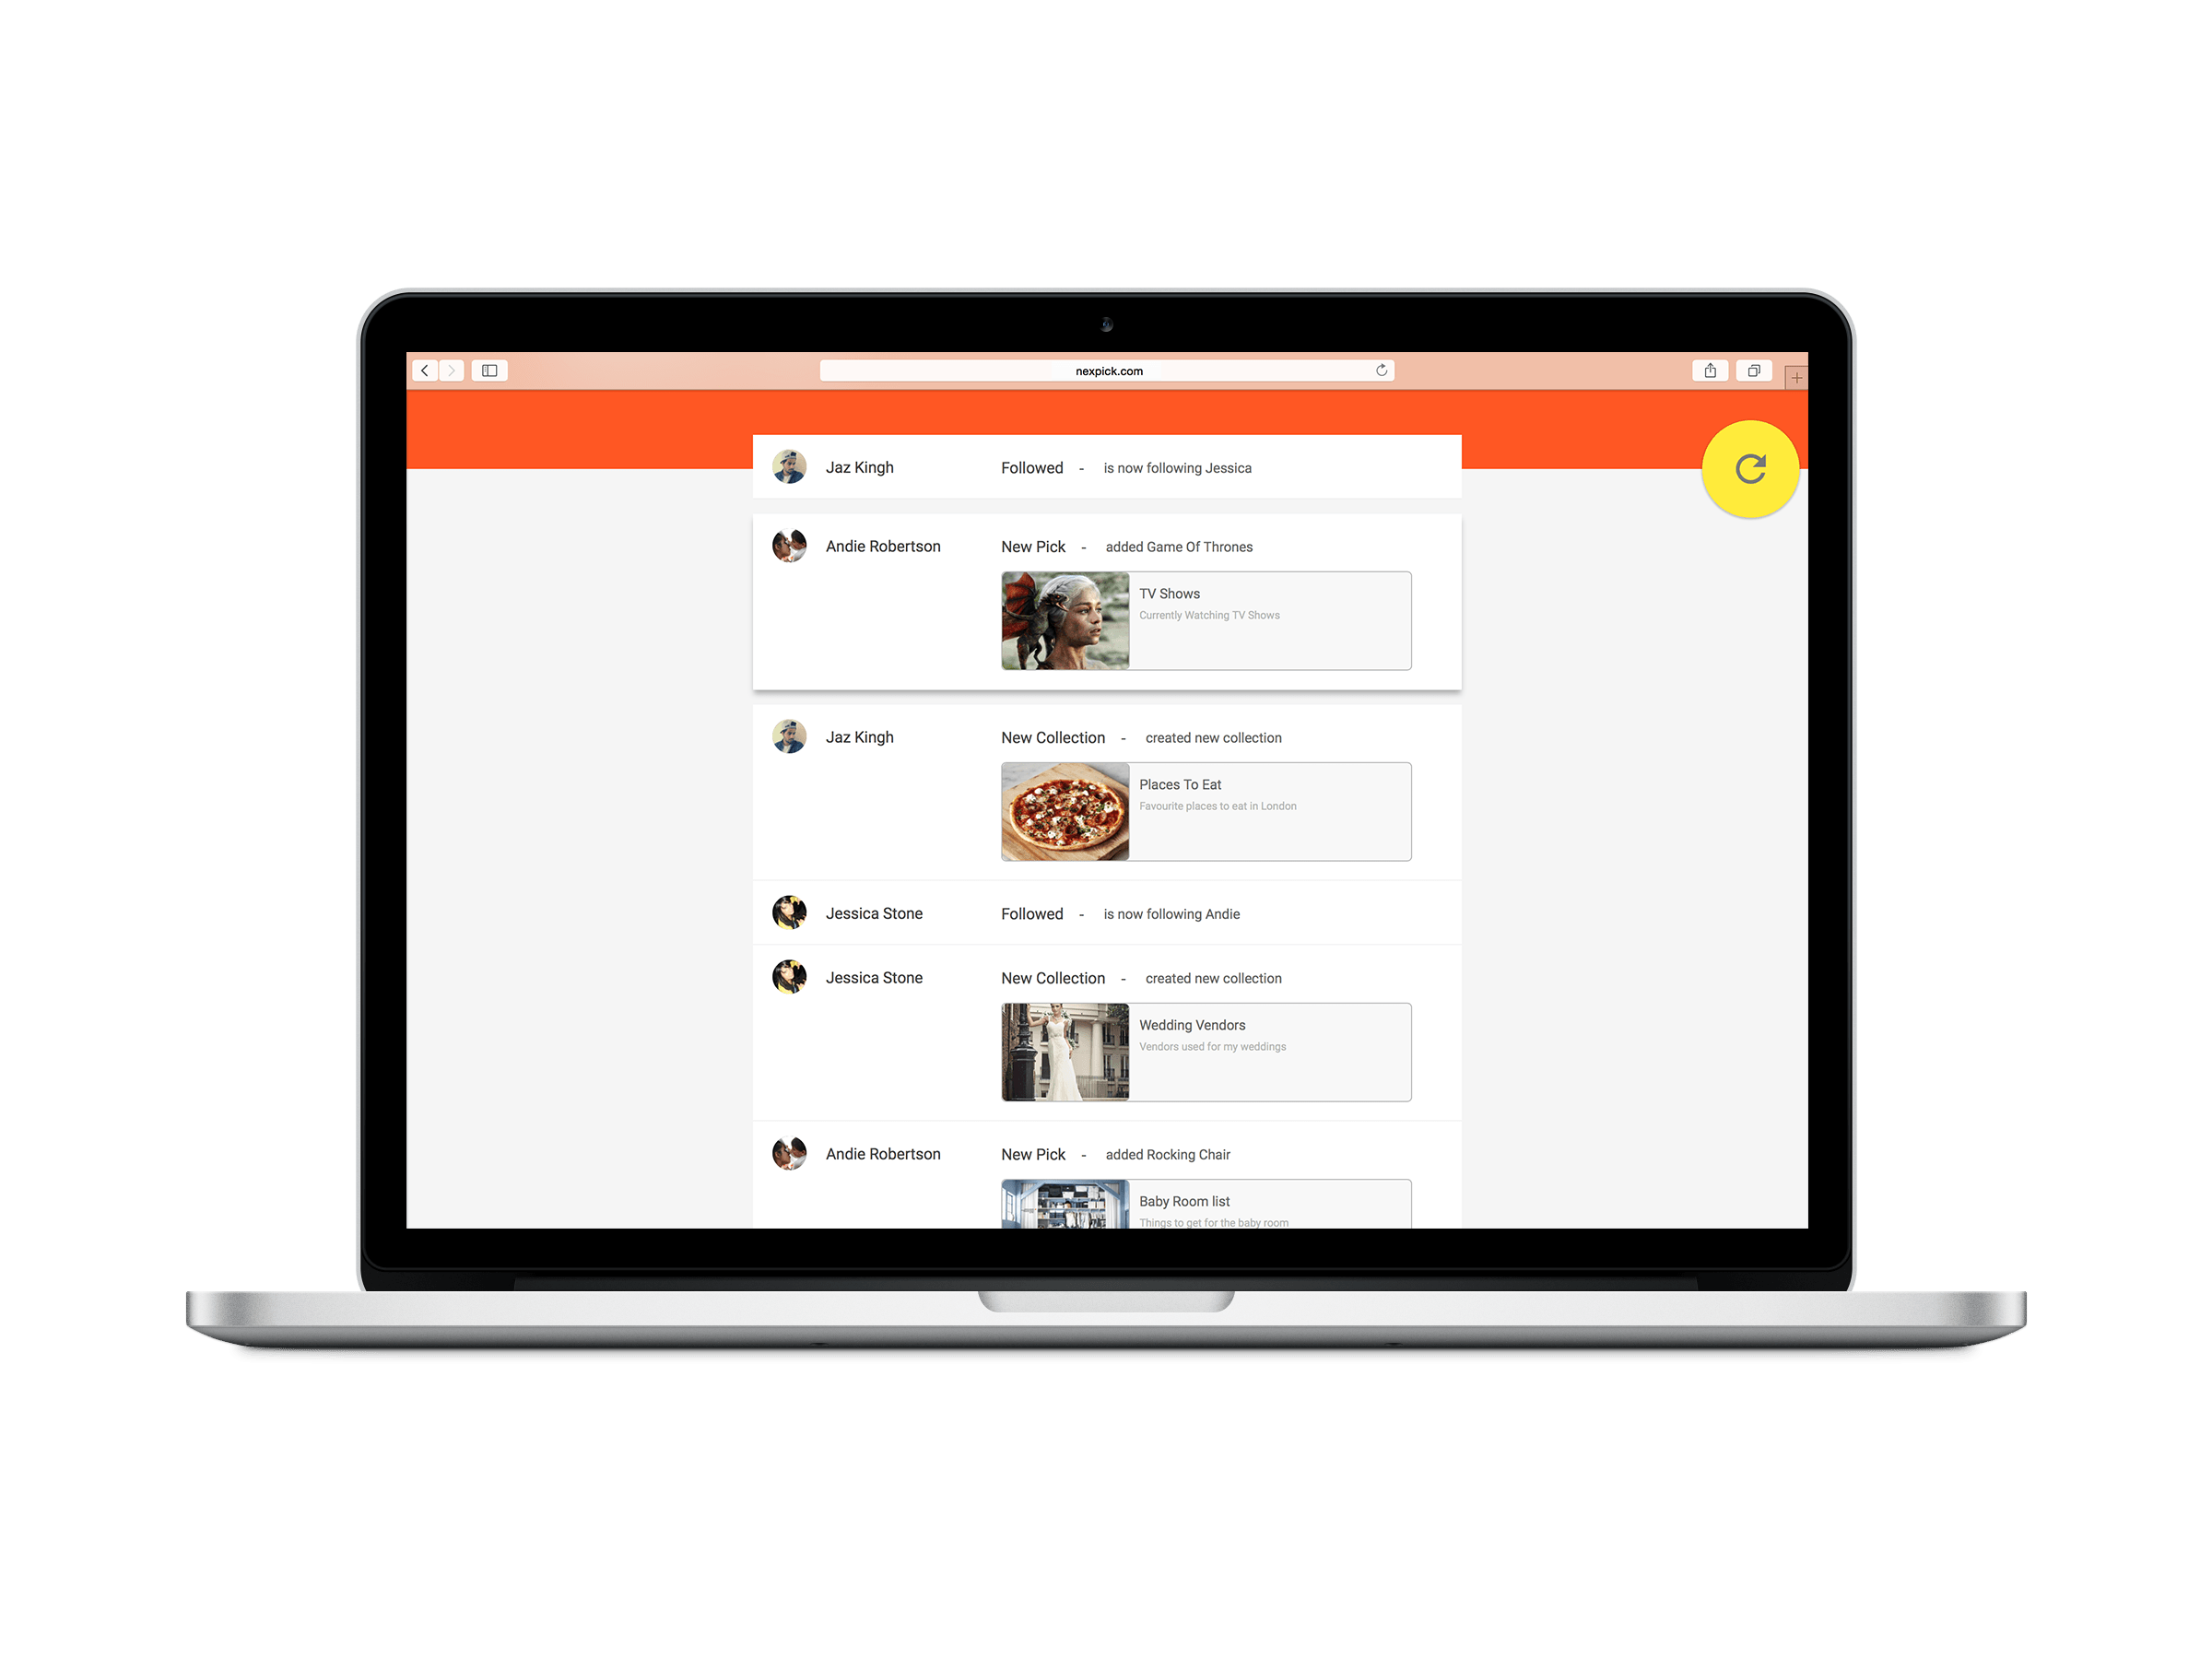 nexpick.com
Jaz Kingh Followed - is now following Jessica
Andie Robertson New Pick - added Game Of Thrones
TV Shows
Currently Watching TV Shows
Jaz Kingh New Collection - created new collection
Places To Eat
Favourite places to eat in London
Jessica Stone Followed - is now following Andie
Jessica Stone New Collection - created new collection
Wedding Vendors
Vendors used for my weddings
Andie Robertson New Pick - added Rocking Chair
Baby Room list
Things to get for the baby room